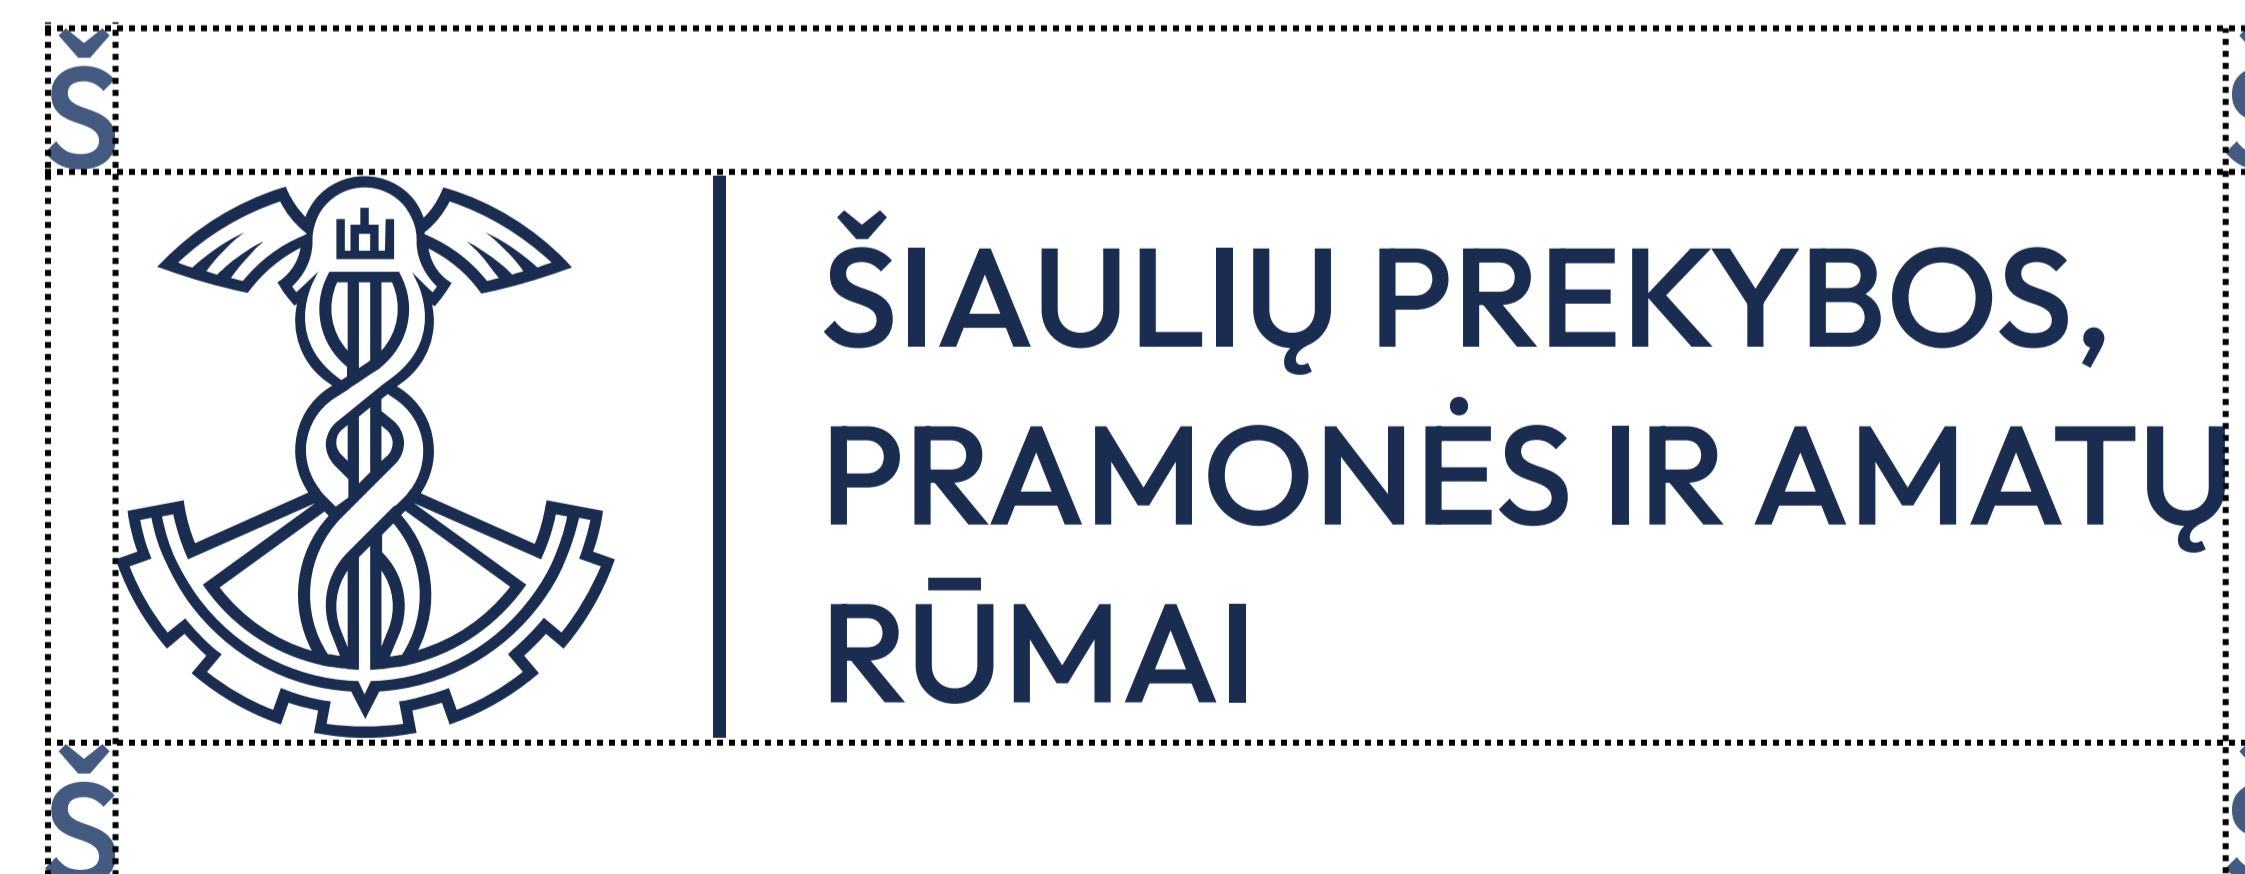 Š Š
ŠIAULIŲ PREKYBOS,
PRAMONĖS IR AMATŲ
RŪMAI
Š Š